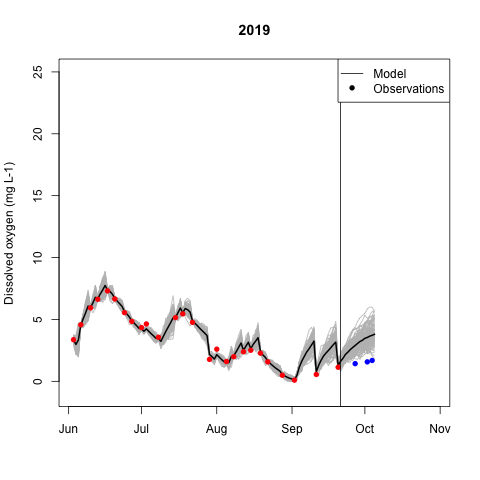 2019
Dissolved oxygen (mg L-1)
25
20
15
10
5
0
Model
Observations
Jun Jul Aug Sep Oct Nov